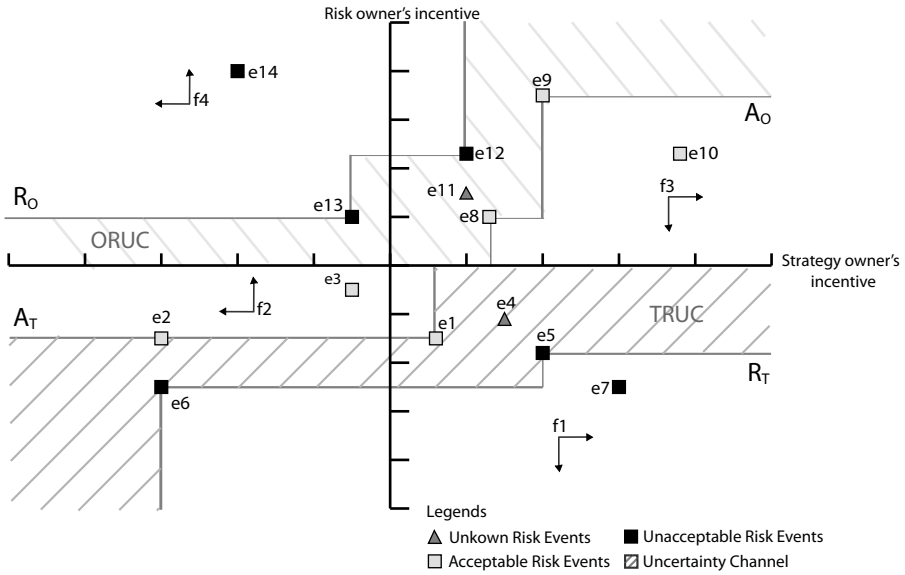 Risk owner's incentive
e14
f4
e9
A_O
e12
e10
e11
f3
R_O
e13
e8
ORUC
Strategy owner's
incentive
e3
f2
e4
TRUC
A_T
e2
e1
e5
R_T
e6
e7
f1
Legends
Unkown Risk Events
Unacceptable Risk Events
Acceptable Risk Events
Uncertainty Channel